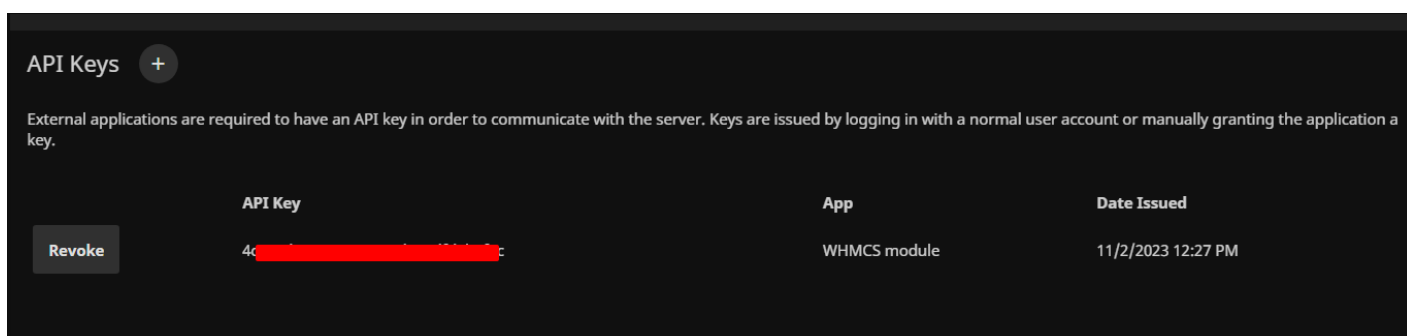 API Keys +
External applications are required to have an API key in order to communicate with the server. Keys are issued by logging in with a normal user account or manually granting the application a
key.
API Key App Date Issued
Revoke WHMCS module 11/2/2023 12:27 PM